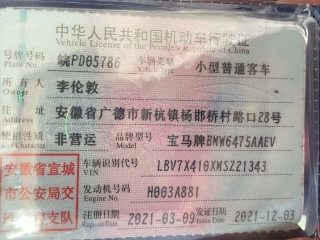 中华人民共和国机动车行驶证
Vehicle License of the People's Republic of China
号牌号码 皖PD05786 车辆类型 小型普通客车
Plate No. Vehicle Type
所有人 李伦敦
Owner
住址 安徽省广德市新杭镇杨邯桥村路口28号
Address
使用性质 非营运 品牌型号 宝马牌BMW6475AAEV
Use Character Model
安徽省宣城
市公安局交
支队
车辆识别代号 LBV7X410XMSZ21343
VIN
发动机号码 H003A881
Engine No.
注册日期 2021-03-09 发证日期 2021-12-03
Register Date Issue Date